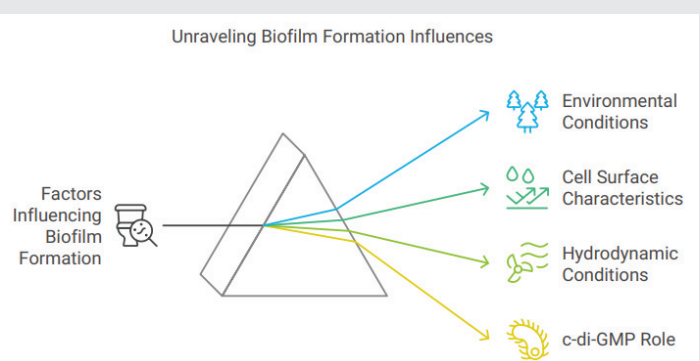 Unraveling Biofilm Formation Influences
Factors
Influencing
Biofilm
Formation
Environmental
Conditions
Cell Surface
Characteristics
Hydrodynamic
Conditions
c-di-GMP Role